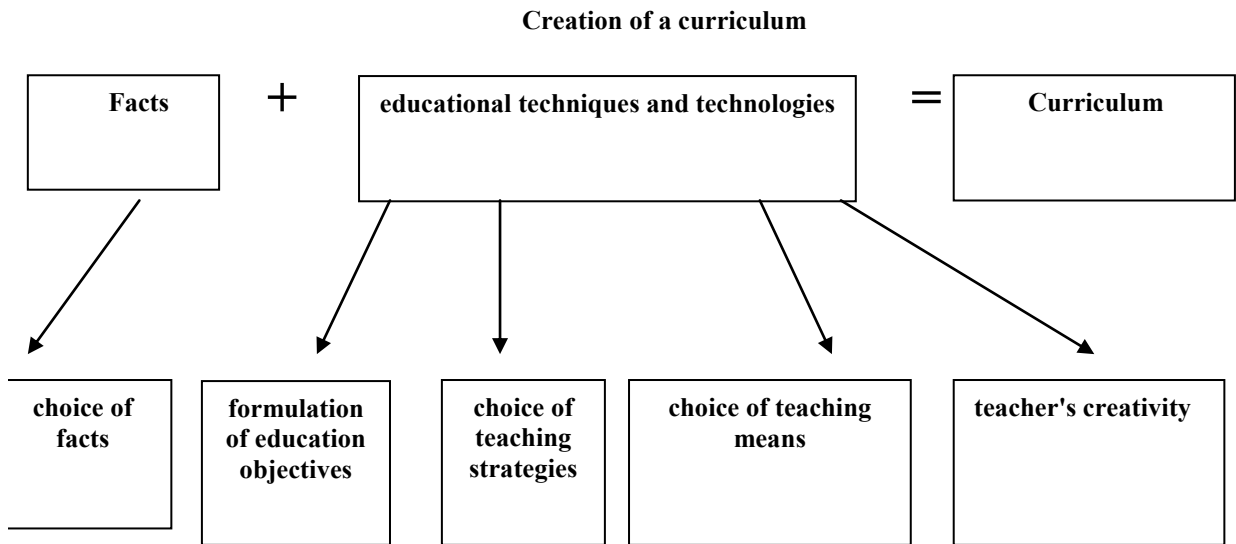 Creation of a curriculum
Facts
+
educational techniques and technologies
=
Curriculum
choice of
facts
formulation
of education
objectives
choice of
teaching
strategies
choice of teaching
means
teacher's creativity